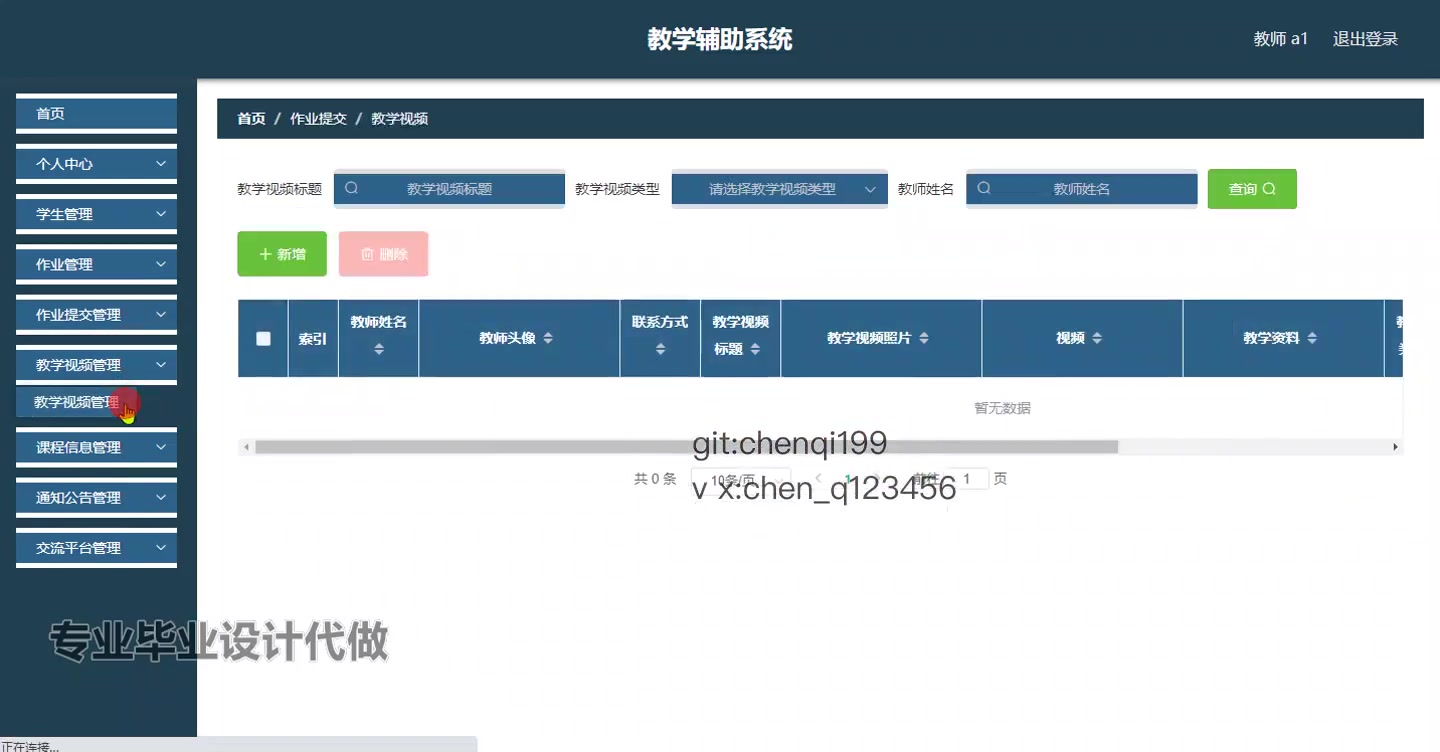 教学辅助系统
教师 a1 退出登录
首页
个人中心
学生管理
作业管理
作业提交管理
教学视频管理
教学视频管理
课程信息管理
通知公告管理
交流平台管理
首页 / 作业提交 / 教学视频
教学视频标题 教学视频标题 教学视频类型 请选择教学视频类型 教师姓名 教师姓名 查询
新增 删除
索引 教师姓名 教师头像 联系方式 教学视频标题 教学视频照片 视频 教学资料
暂无数据
共 0 条 10条/页 1 前往 1 页
git:chenqi199
v x:chen_q123456
专业毕业设计代做
正在连接...